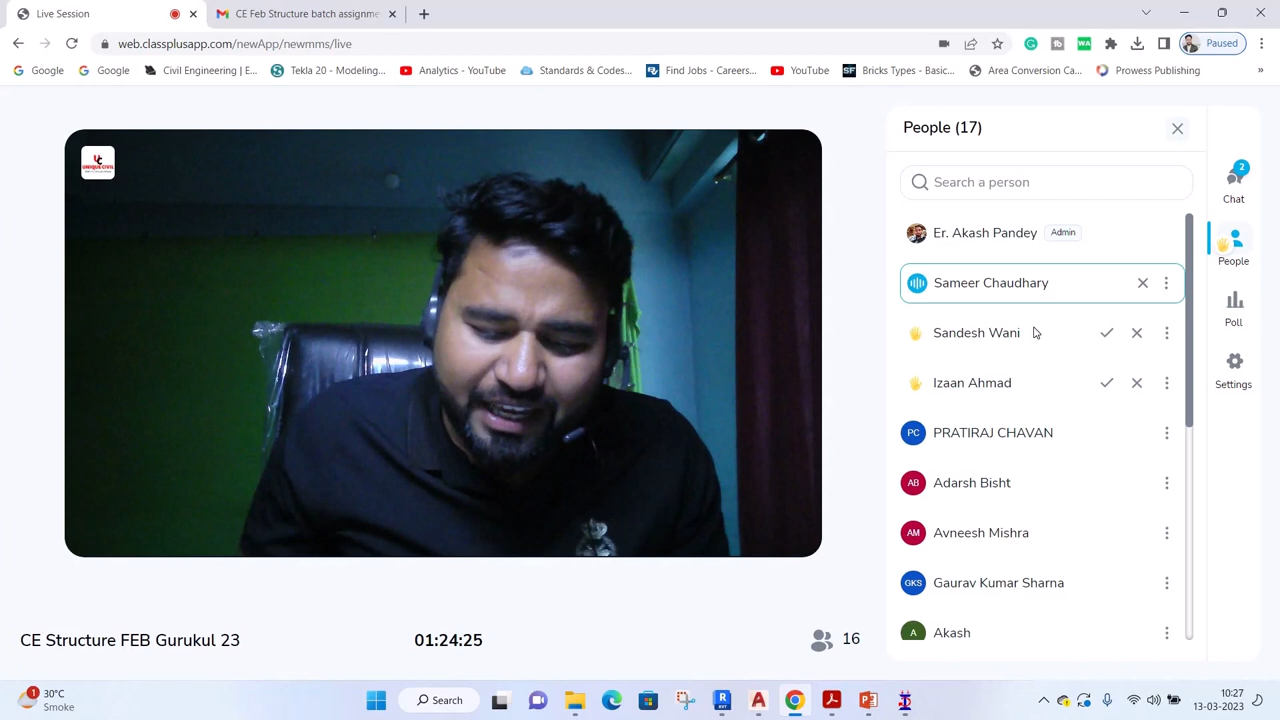 Live Session
CE Feb Structure batch assignme
web.classplusapp.com/newApp/newmms/live
Paused
Google
Google
Civil Engineering | E...
Tekla 20 - Modeling...
Analytics - YouTube
Standards & Codes...
Find Jobs - Careers...
YouTube
Bricks Types - Basic...
Area Conversion Ca...
Prowess Publishing
UNIQUE CIVIL
People (17)
Search a person
Er. Akash Pandey Admin
Sameer Chaudhary
Sandesh Wani
Izaan Ahmad
PC PRATIRAJ CHAVAN
AB Adarsh Bisht
AM Avneesh Mishra
GKS Gaurav Kumar Sharna
A Akash
2
Chat
People
Poll
Settings
CE Structure FEB Gurukul 23
01:24:25
16
1
30°C
Smoke
Search
10:27
13-03-2023